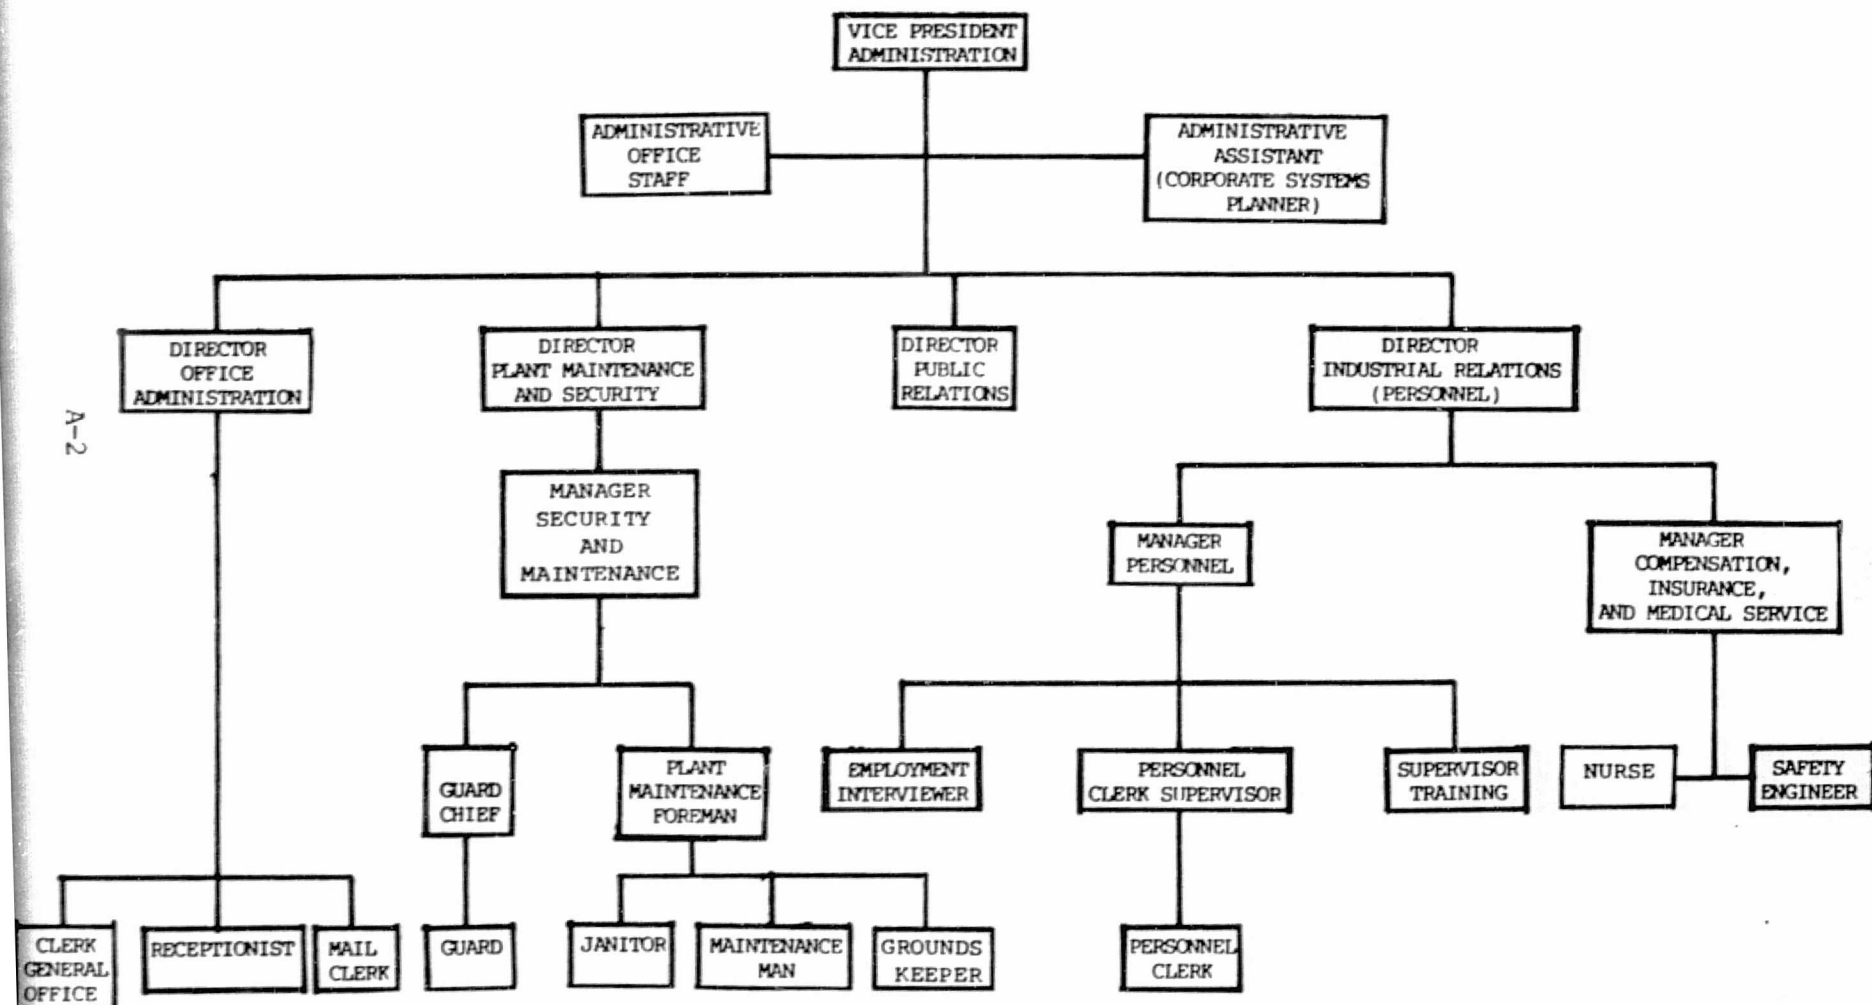 VICE PRESIDENT
ADMINISTRATION
ADMINISTRATIVE
OFFICE
STAFF
ADMINISTRATIVE
ASSISTANT
(CORPORATE SYSTEMS
PLANNER)
DIRECTOR
OFFICE
ADMINISTRATION
DIRECTOR
PLANT MAINTENANCE
AND SECURITY
DIRECTOR
PUBLIC
RELATIONS
DIRECTOR
INDUSTRIAL RELATIONS
(PERSONNEL)
A-2
MANAGER
SECURITY
AND
MAINTENANCE
MANAGER
PERSONNEL
MANAGER
COMPENSATION,
INSURANCE,
AND MEDICAL SERVICE
GUARD
CHIEF
PLANT
MAINTENANCE
FOREMAN
EMPLOYMENT
INTERVIEWER
PERSONNEL
CLERK SUPERVISOR
SUPERVISOR
TRAINING
NURSE
SAFETY
ENGINEER
CLERK
GENERAL
OFFICE
RECEPTIONIST
MAIL
CLERK
GUARD
JANITOR
MAINTENANCE
MAN
GROUNDS
KEEPER
PERSONNEL
CLERK